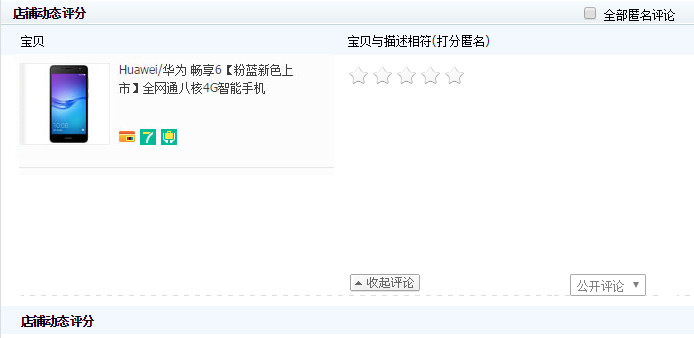 店铺动态评分
全部匿名评论
宝贝
宝贝与描述相符(打分匿名)
Huawei/华为 畅享6【粉蓝新色上
市】全网通八核4G智能手机
7
收起评论
公开评论
店铺动态评分